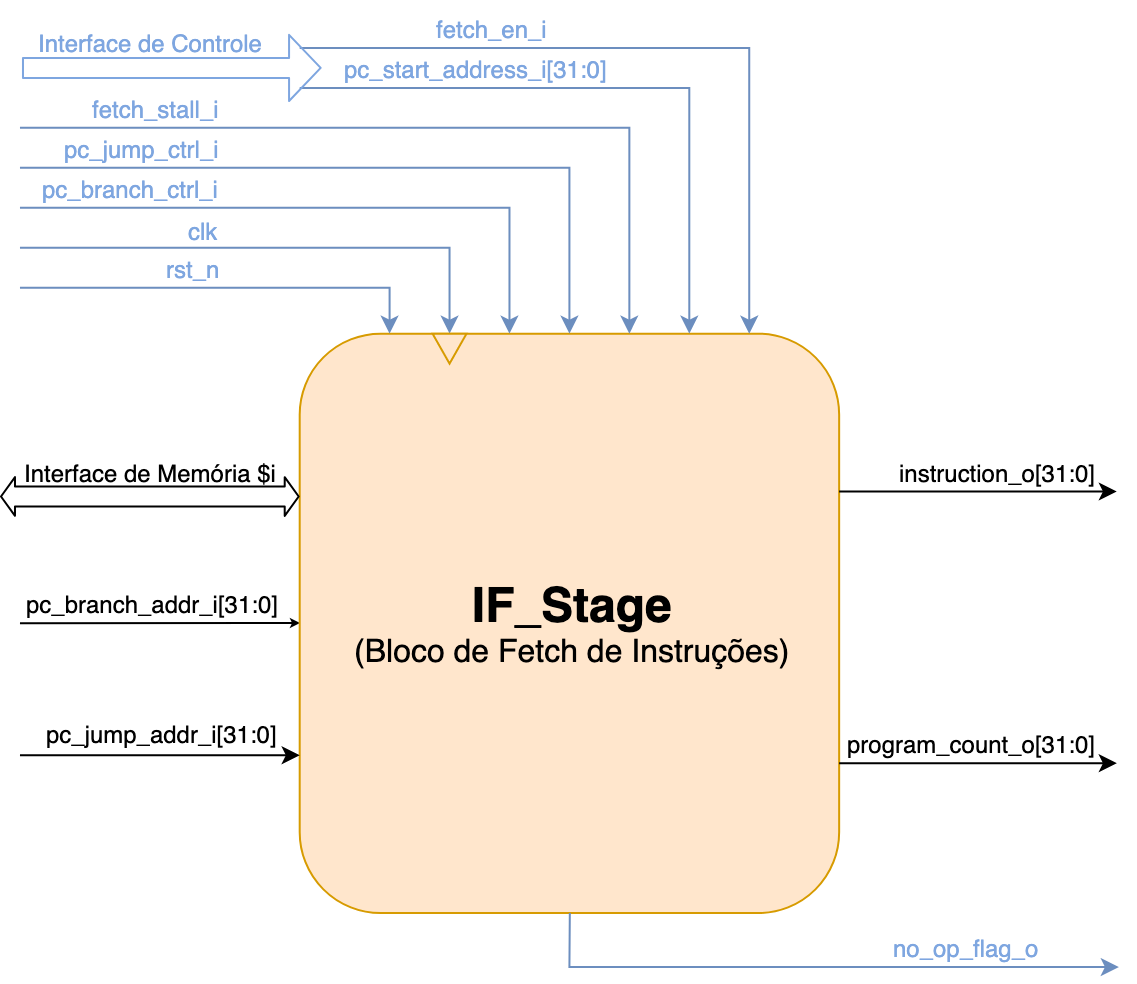 fetch_en_i
Interface de Controle
pc_start_address_i[31:0]
fetch_stall_i
pc_jump_ctrl_i
pc_branch_ctrl_i
clk
rst_n
Interface de Memória $i
instruction_o[31:0]
pc_branch_addr_i[31:0]
IF_Stage
(Bloco de Fetch de Instruções)
pc_jump_addr_i[31:0]
program_count_o[31:0]
no_op_flag_o